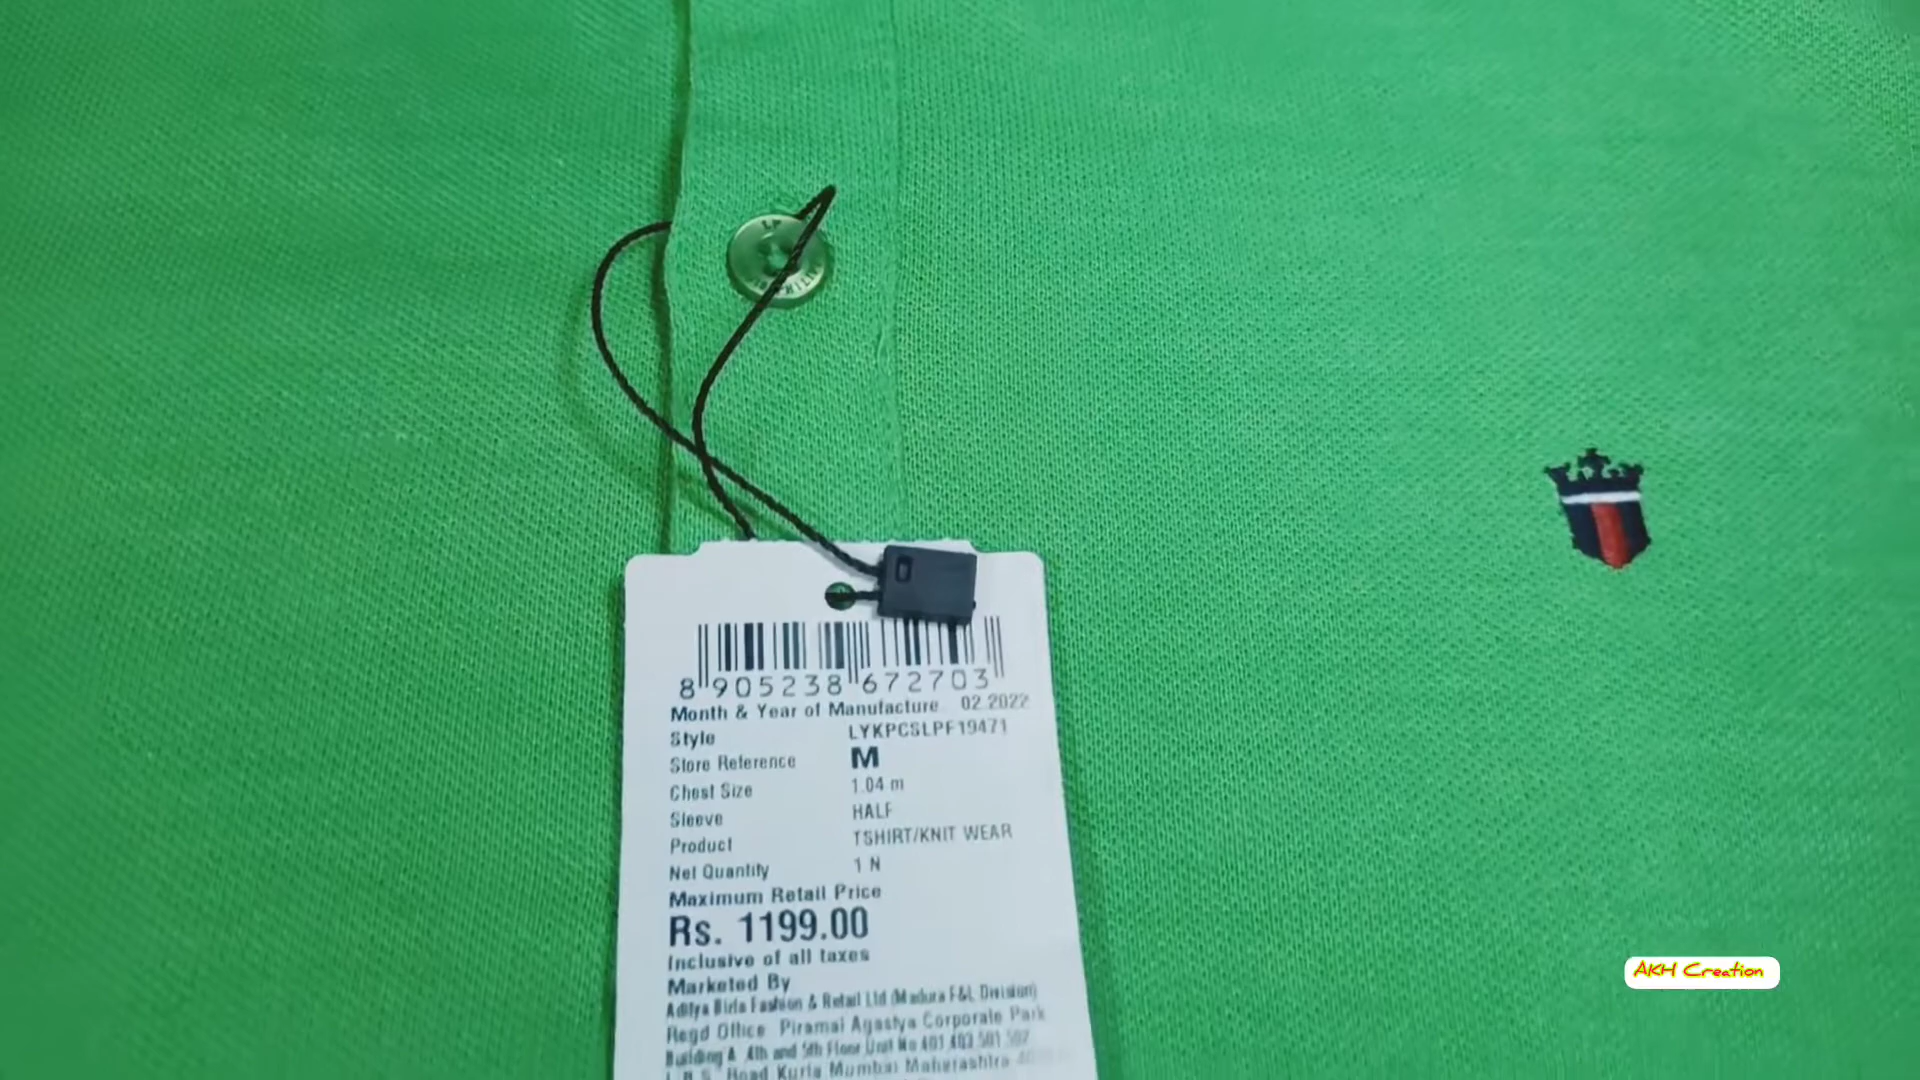 LP
8 905238 672703
Month & Year of Manufacture 02.2022
Style LYKPCSLPF19471
Store Reference M
Chest Size 1.04 m
Sleeve HALF
Product TSHIRT/KNIT WEAR
Net Quantity 1 N
Maximum Retail Price
Rs. 1199.00
Inclusive of all taxes
Marketed By
Aditya Birla Fashion & Retail Ltd (Madura F&L Division)
Regd Office Piramal Agastya Corporate Park
Building A 4th and 5th Floor Unit No 401 403 501 502
L.B.S. Road Kurla Mumbai Maharashtra
AKH Creation